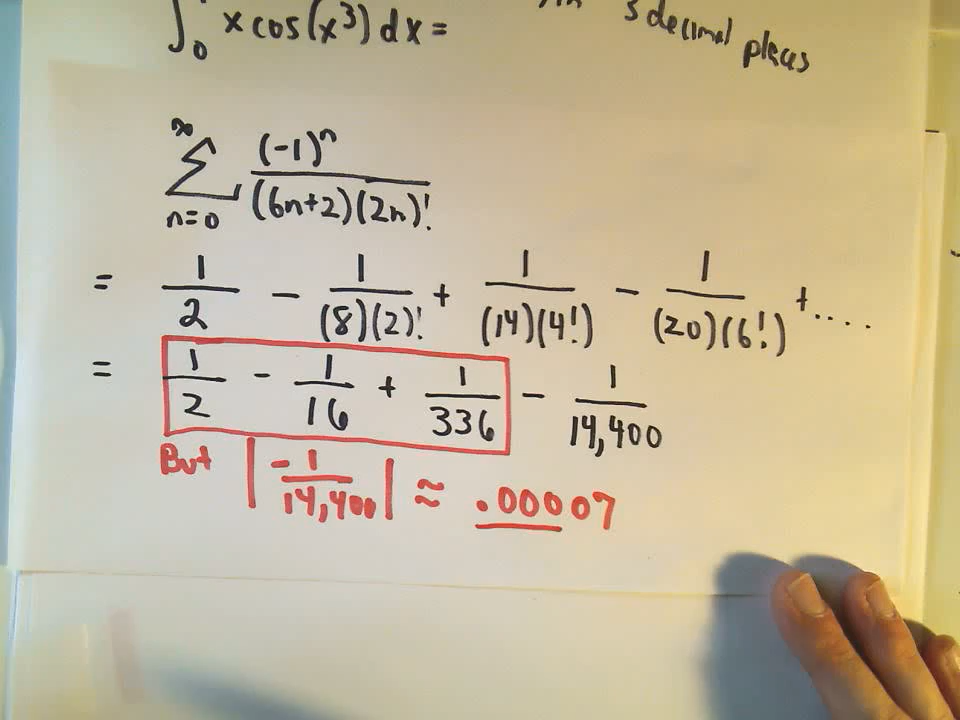 ∫₀ x cos(x³) dx = 3 decimal places
∞
∑ (-1)ⁿ / (6n+2)(2n)!
n=0
= 1/2 - 1/(8)(2)! + 1/(14)(4!) - 1/(20)(6!) + ....
= 1/2 - 1/16 + 1/336 - 1/14,400
But |-1/14,400| ≈ .00007